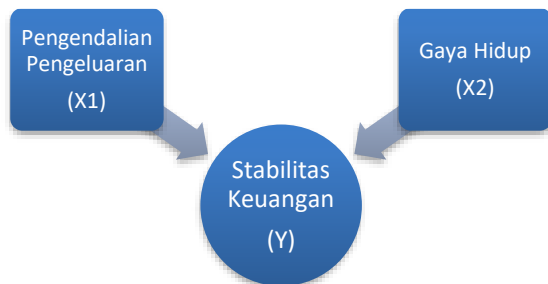 Pengendalian
Pengeluaran
(X1)
Gaya Hidup
(X2)
Stabilitas
Keuangan
(Y)